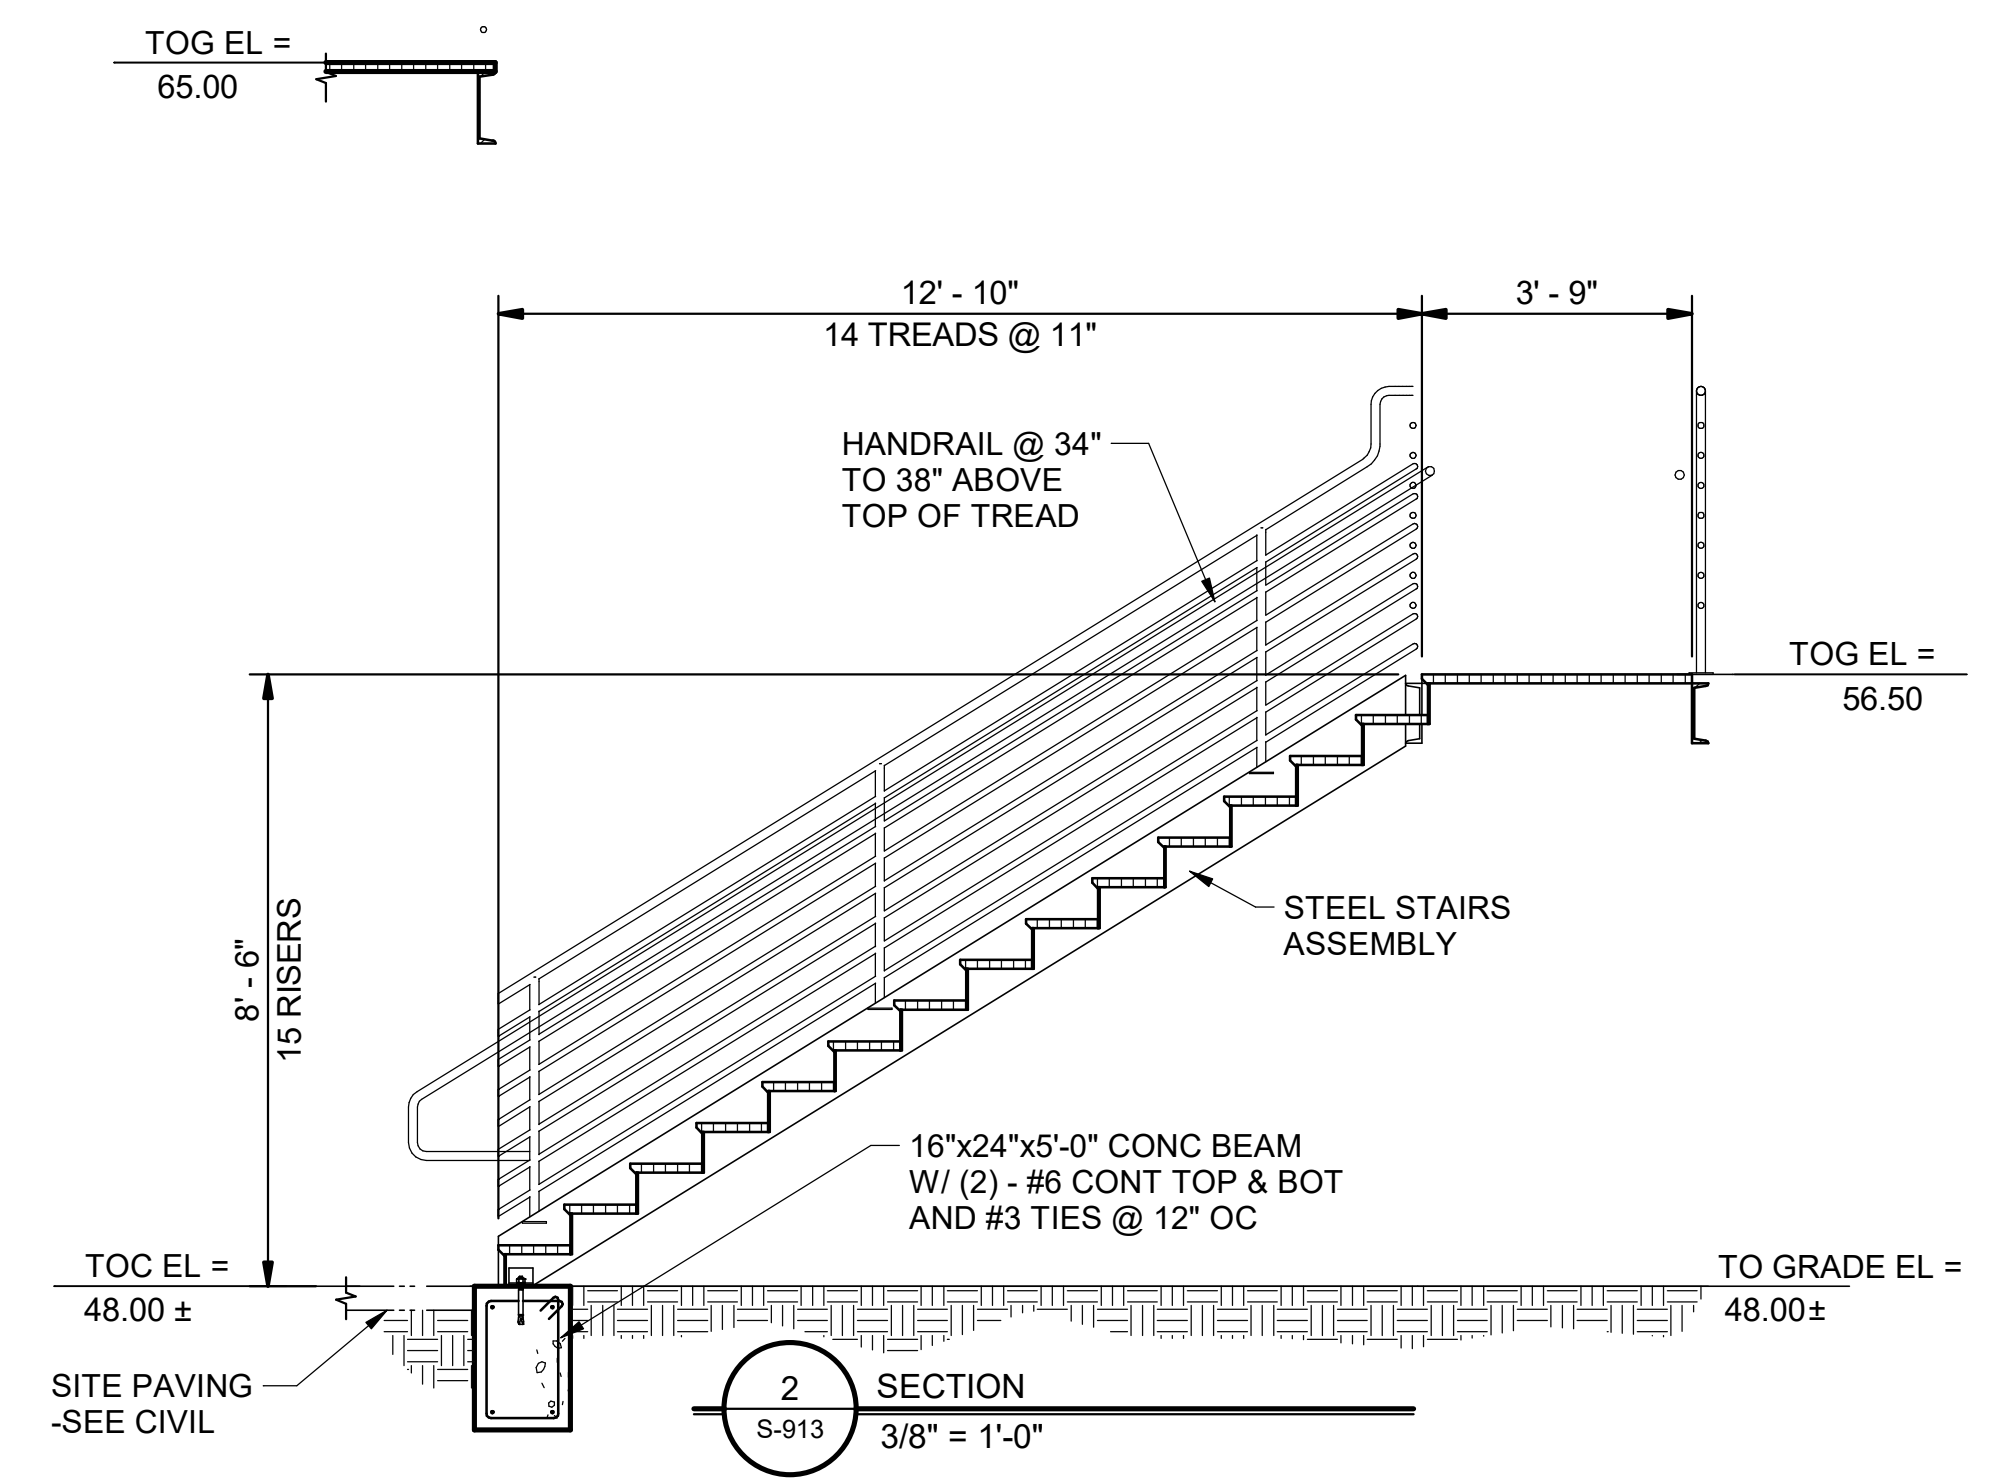 TOG EL =
65.00
12' - 10"
14 TREADS @ 11"
3' - 9"
HANDRAIL @ 34"
TO 38" ABOVE
TOP OF TREAD
TOG EL =
56.50
8' - 6"
15 RISERS
STEEL STAIRS
ASSEMBLY
16"x24"x5'-0" CONC BEAM
W/ (2) - #6 CONT TOP & BOT
AND #3 TIES @ 12" OC
TOC EL =
48.00 ±
TO GRADE EL =
48.00±
SITE PAVING
-SEE CIVIL
2
S-913
SECTION
3/8" = 1'-0"